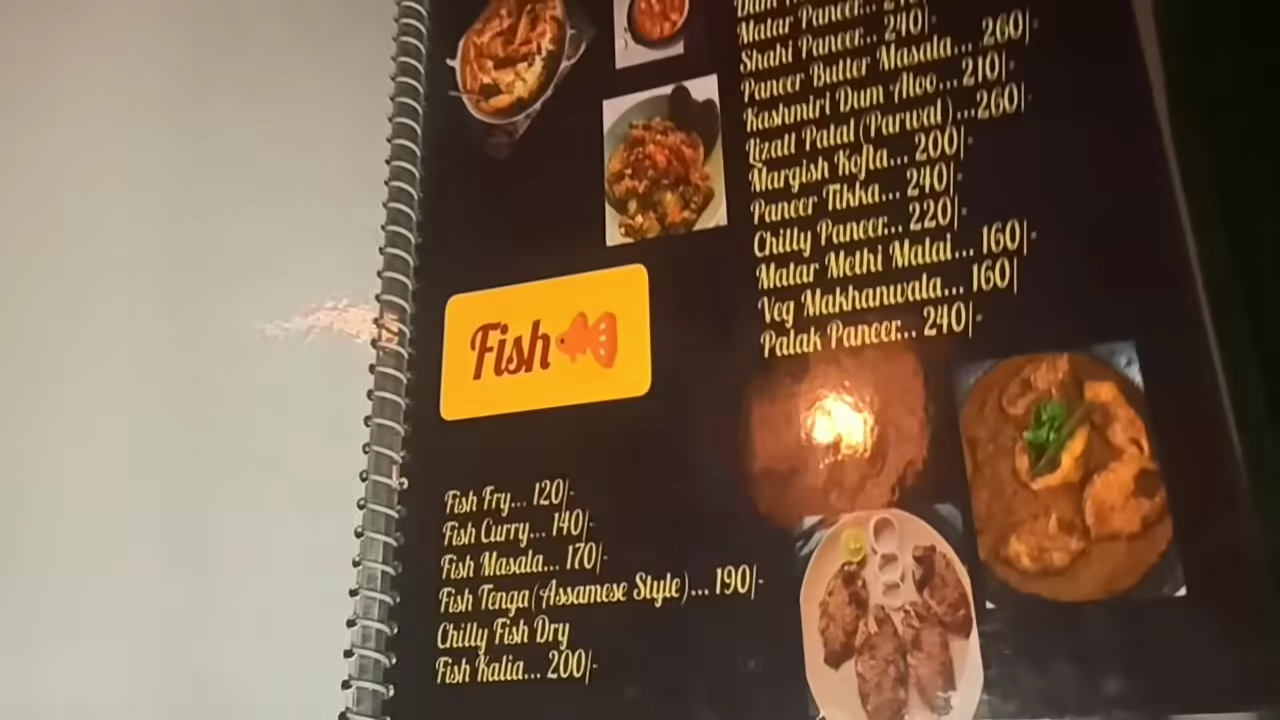 Matar Paneer..
Shahi Paneer... 240/-
Paneer Butter Masala... 260/-
Kashmiri Dum Aloo... 210/-
Lizatt Patal (Parwal)...260/-
Margish Kofta... 200/-
Paneer Tikka... 240/-
Chilly Paneer... 220/-
Matar Methi Malai... 160/-
Veg Makhanwala... 160/
Palak Paneer... 240/-
Fish
Fish Fry... 120/-
Fish Curry... 140/-
Fish Masala... 170/-
Fish Tenga (Assamese Style)... 190/-
Chilly Fish Dry
Fish Kalia... 200/-